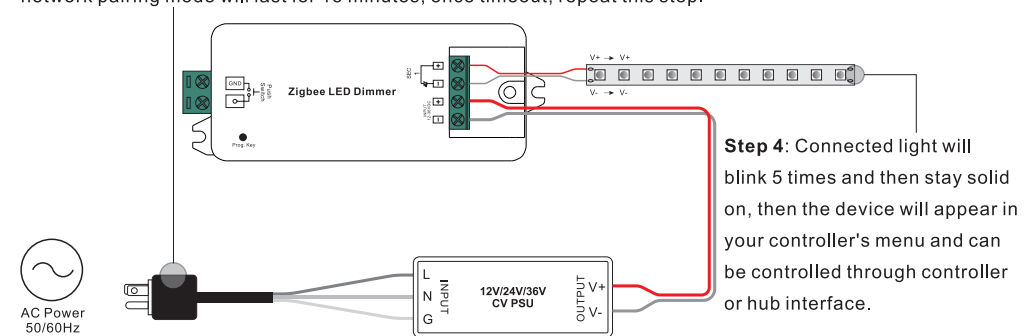 network pairing mode will last for 15 minutes, once timeout, repeat this step.
V+ → V+
V- → V-
GND
Push
Switch
Zigbee LED Dimmer
SEC
1
+
-
+
-
INPUT
Prog. Key
Step 4: Connected light will
blink 5 times and then stay solid
on, then the device will appear in
your controller's menu and can
be controlled through controller
or hub interface.
AC Power
50/60Hz
L
N
G
INPUT
12V/24V/36V
CV PSU
OUTPUT
V+
V-